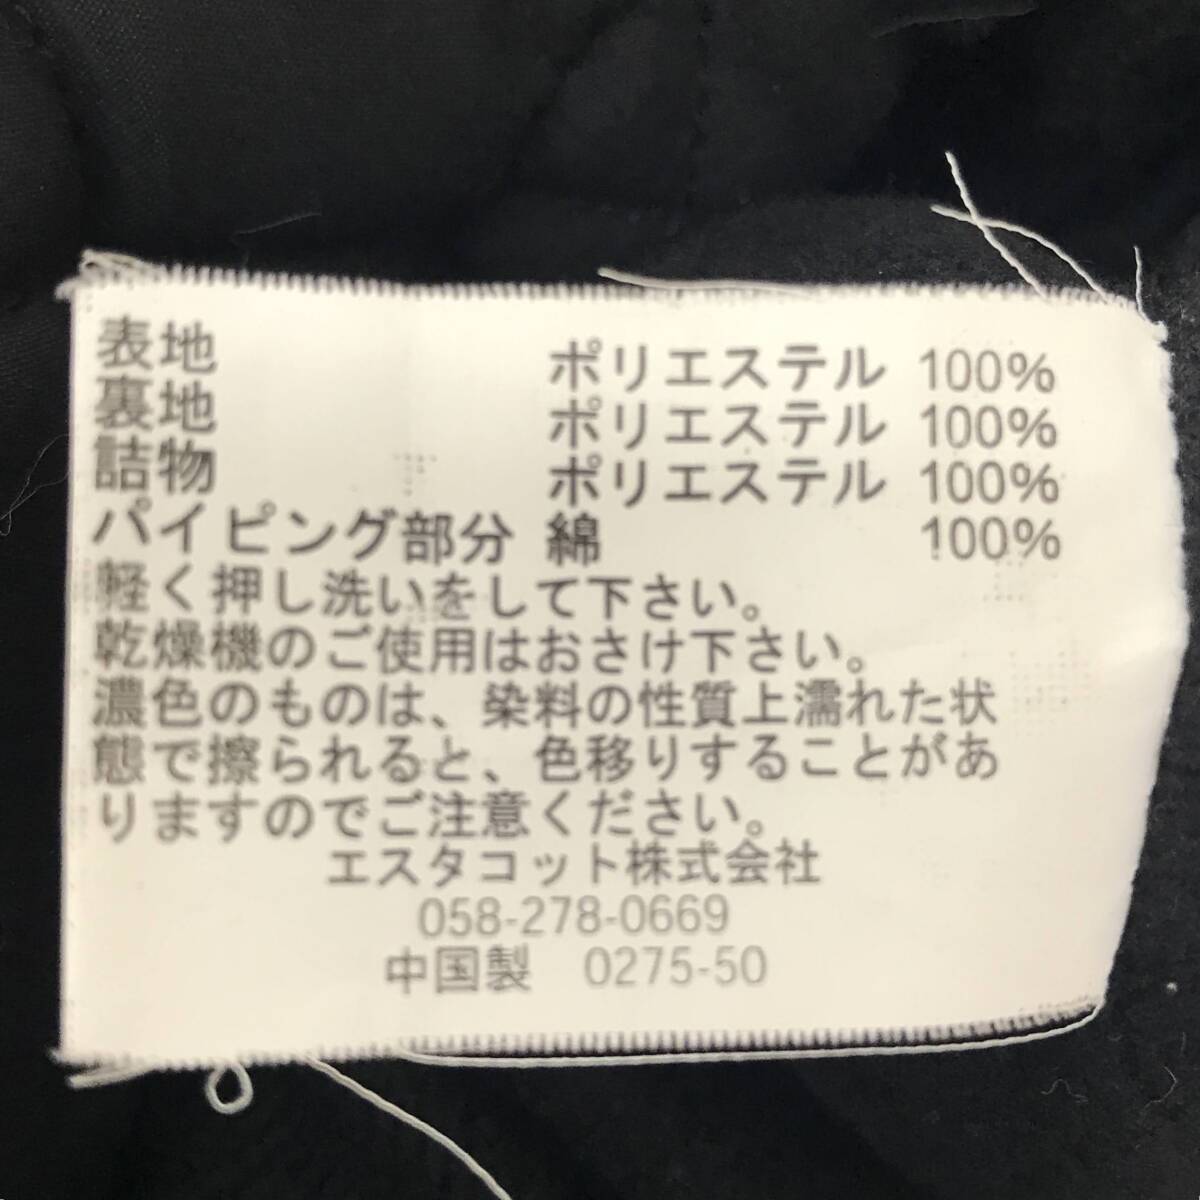 表地 ポリエステル 100%
裏地 ポリエステル 100%
詰物 ポリエステル 100%
パイピング部分 綿 100%
軽く押し洗いをして下さい。
乾燥機のご使用はおさけ下さい。
濃色のものは、染料の性質上濡れた状
態で擦られると、色移りすることがあ
りますのでご注意ください。
エスタコット株式会社
058-278-0669
中国製 0275-50